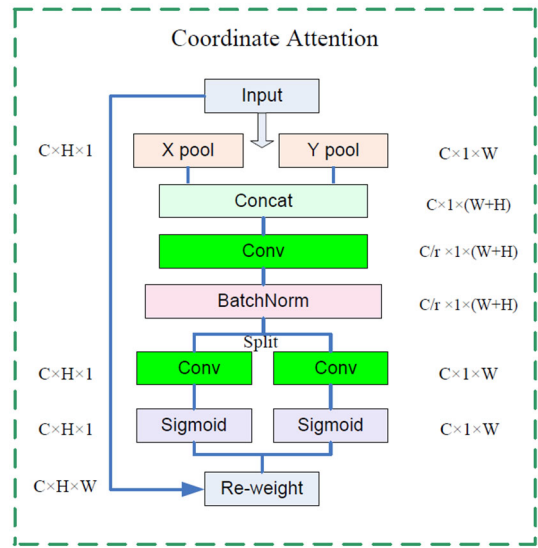 Coordinate Attention
Input
C×H×1 X pool Y pool C×1×W
Concat C×1×(W+H)
Conv C/r ×1×(W+H)
BatchNorm C/r ×1×(W+H)
Split
C×H×1 Conv Conv C×1×W
C×H×1 Sigmoid Sigmoid C×1×W
C×H×W Re-weight